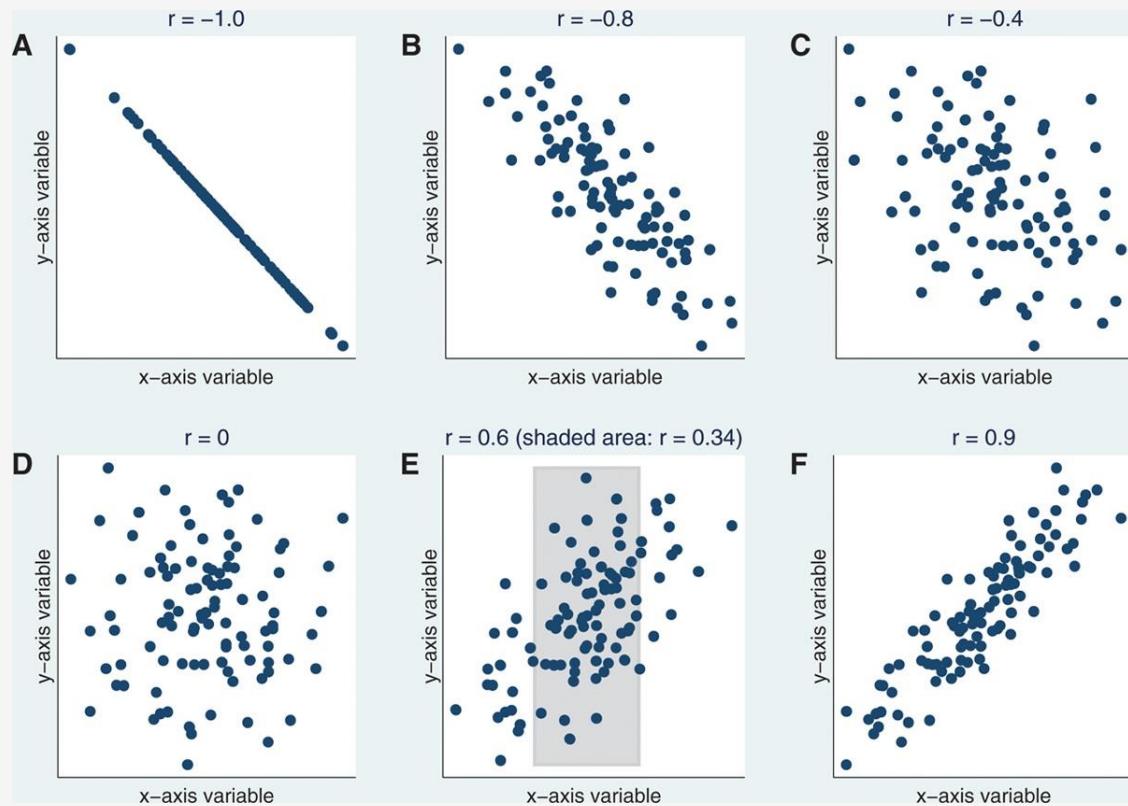 r = −1.0
A
y−axis variable
x−axis variable
r = −0.8
B
y−axis variable
x−axis variable
r = −0.4
C
y−axis variable
x−axis variable
r = 0
D
y−axis variable
x−axis variable
r = 0.6 (shaded area: r = 0.34)
E
y−axis variable
x−axis variable
r = 0.9
F
y−axis variable
x−axis variable